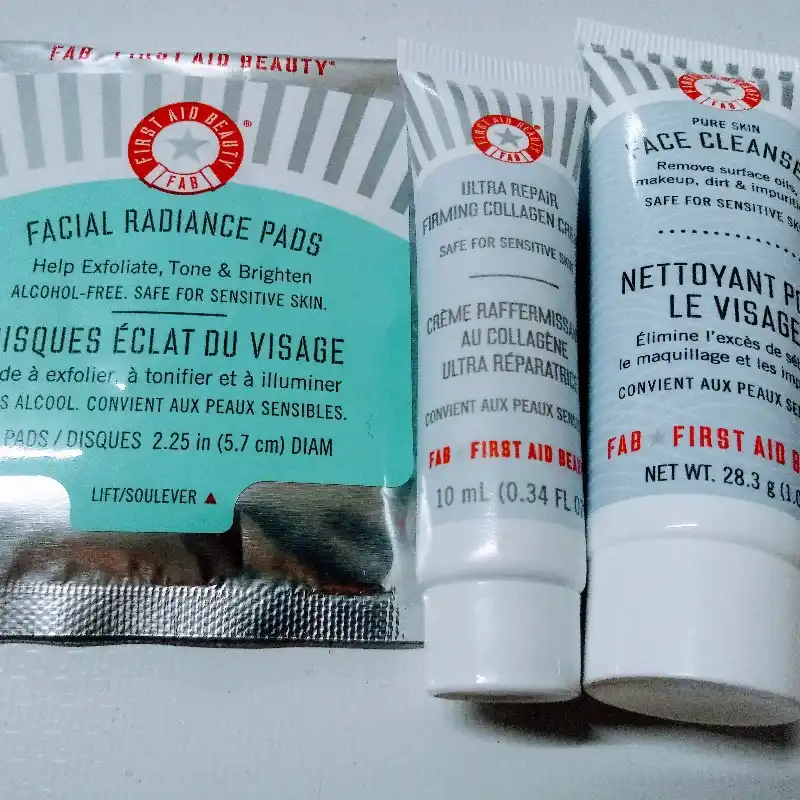 FAB FIRST AID BEAUTY
FIRST AID BEAUTY
FAB
FACIAL RADIANCE PADS
Help Exfoliate, Tone & Brighten
ALCOHOL-FREE. SAFE FOR SENSITIVE SKIN.
ISQUES ÉCLAT DU VISAGE
de à exfolier, à tonifier et à illuminer
S ALCOOL. CONVIENT AUX PEAUX SENSIBLES.
PADS / DISQUES 2.25 in (5.7 cm) DIAM
LIFT/SOULEVER ▲
FIRST AID BEAUTY
FAB
ULTRA REPAIR
FIRMING COLLAGEN CRE
SAFE FOR SENSITIVE SKIN
CRÈME RAFFERMISSA
AU COLLAGÈNE
ULTRA RÉPARATRIC
CONVIENT AUX PEAUX SENS
FAB FIRST AID BEA
10 mL (0.34 FL O
FAB
PURE SKIN
FACE CLEANSE
Remove surface oils,
makeup, dirt & impuriti
SAFE FOR SENSITIVE SK
NETTOYANT P
LE VISAGE
Élimine l'excès de sé
le maquillage et les imp
CONVIENT AUX PEAUX SE
FAB FIRST AID B
NET WT. 28.3 g (1.0